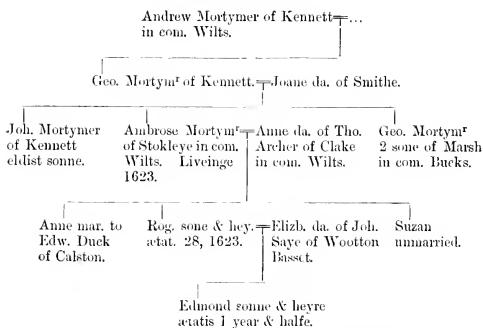 Andrew Mortymer of Kennett=...
in com. Wilts.
Geo. Mortymʳ of Kennett.=Joane da. of Smithe.
Joh. Mortymer
of Kennett
eldist sonne.
Ambrose Mortymʳ=Anne da. of Tho.
of Stokleye in com.
Wilts. Liveinge
1623.
Archer of Clake
in com. Wilts.
Geo. Mortymʳ
2 sone of Marsh
in com. Bucks.
Anne mar. to
Edw. Duck
of Calston.
Rog. sone & hey.=Elizb. da. of Joh.
ætat. 28, 1623.
Saye of Wootton
Basset.
Suzan
unmarried.
Edmond sonne & heyre
ætatis 1 year & halfe.